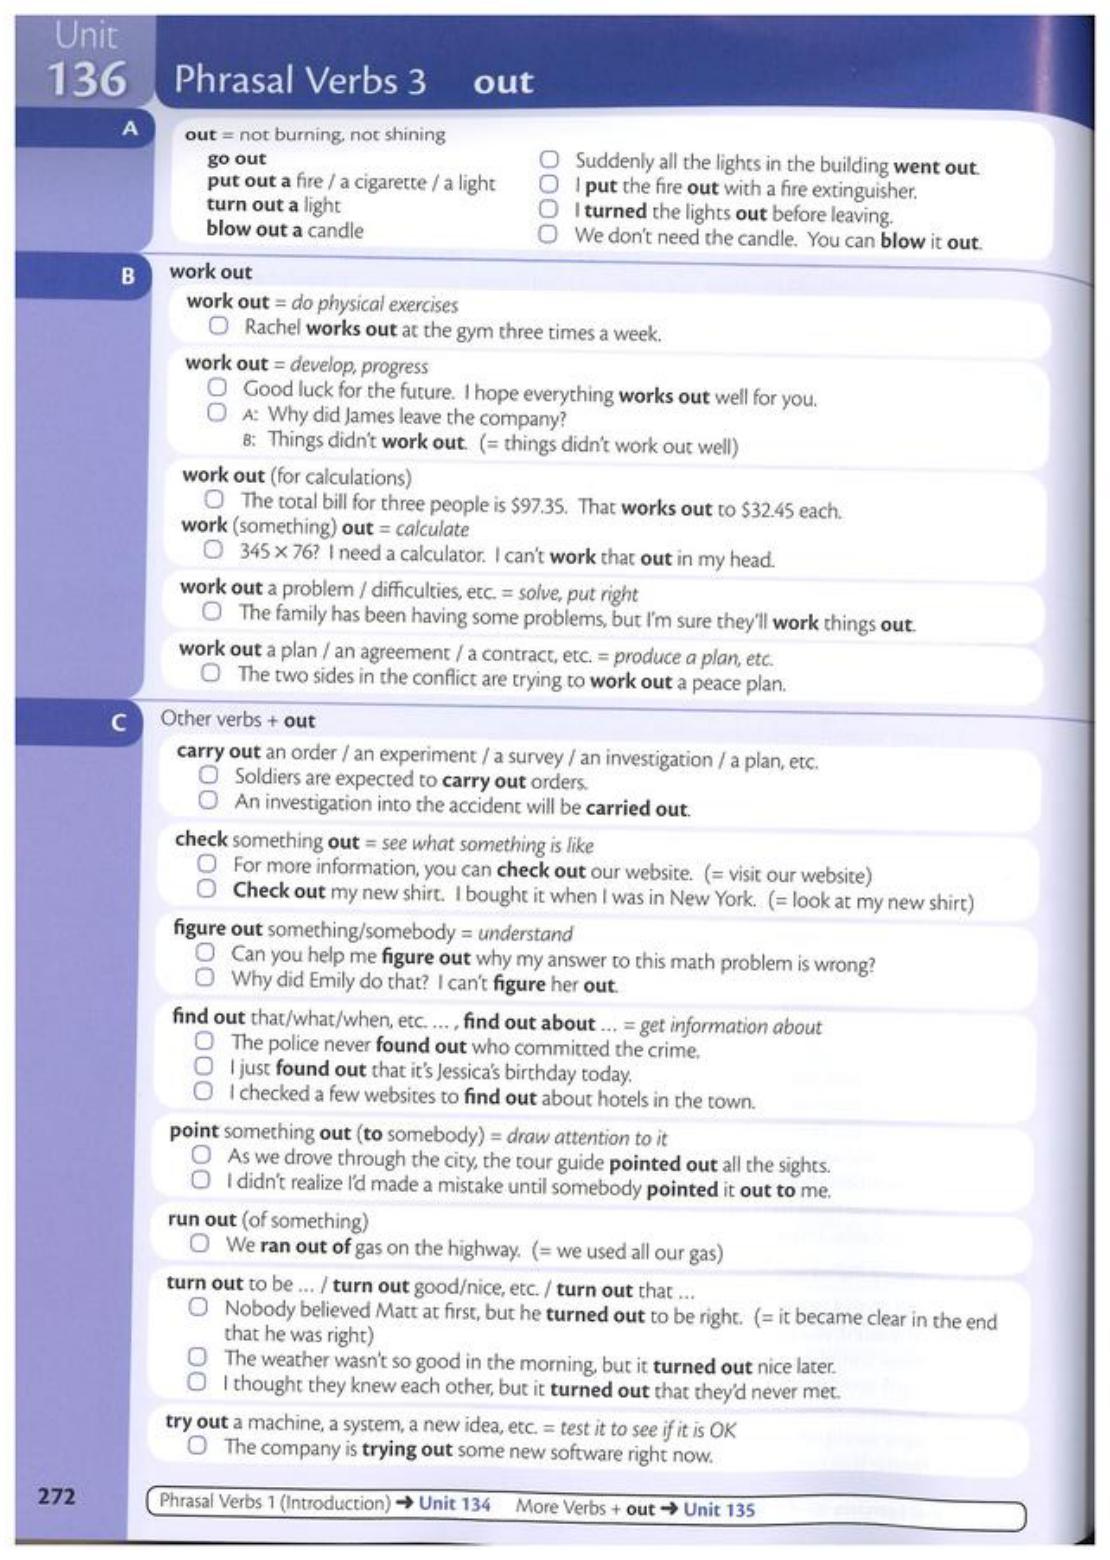 Unit
136
Phrasal Verbs 3 out
A
out = not burning, not shining
go out
put out a fire / a cigarette / a light
turn out a light
blow out a candle
Suddenly all the lights in the building went out.
I put the fire out with a fire extinguisher.
I turned the lights out before leaving.
We don't need the candle. You can blow it out.
B
work out
work out = do physical exercises
Rachel works out at the gym three times a week.
work out = develop, progress
Good luck for the future. I hope everything works out well for you.
A: Why did James leave the company?
B: Things didn't work out. (= things didn't work out well)
work out (for calculations)
The total bill for three people is $97.35. That works out to $32.45 each.
work (something) out = calculate
345 × 76? I need a calculator. I can't work that out in my head.
work out a problem / difficulties, etc. = solve, put right
The family has been having some problems, but I'm sure they'll work things out.
work out a plan / an agreement / a contract, etc. = produce a plan, etc.
The two sides in the conflict are trying to work out a peace plan.
C
Other verbs + out
carry out an order / an experiment / a survey / an investigation / a plan, etc.
Soldiers are expected to carry out orders.
An investigation into the accident will be carried out.
check something out = see what something is like
For more information, you can check out our website. (= visit our website)
Check out my new shirt. I bought it when I was in New York. (= look at my new shirt)
figure out something/somebody = understand
Can you help me figure out why my answer to this math problem is wrong?
Why did Emily do that? I can't figure her out.
find out that/what/when, etc. ... , find out about ... = get information about
The police never found out who committed the crime.
I just found out that it's Jessica's birthday today.
I checked a few websites to find out about hotels in the town.
point something out (to somebody) = draw attention to it
As we drove through the city, the tour guide pointed out all the sights.
I didn't realize I'd made a mistake until somebody pointed it out to me.
run out (of something)
We ran out of gas on the highway. (= we used all our gas)
turn out to be ... / turn out good/nice, etc. / turn out that ...
Nobody believed Matt at first, but he turned out to be right. (= it became clear in the end
that he was right)
The weather wasn't so good in the morning, but it turned out nice later.
I thought they knew each other, but it turned out that they'd never met.
try out a machine, a system, a new idea, etc. = test it to see if it is OK
The company is trying out some new software right now.
272
Phrasal Verbs 1 (Introduction) ➜ Unit 134 More Verbs + out ➜ Unit 135